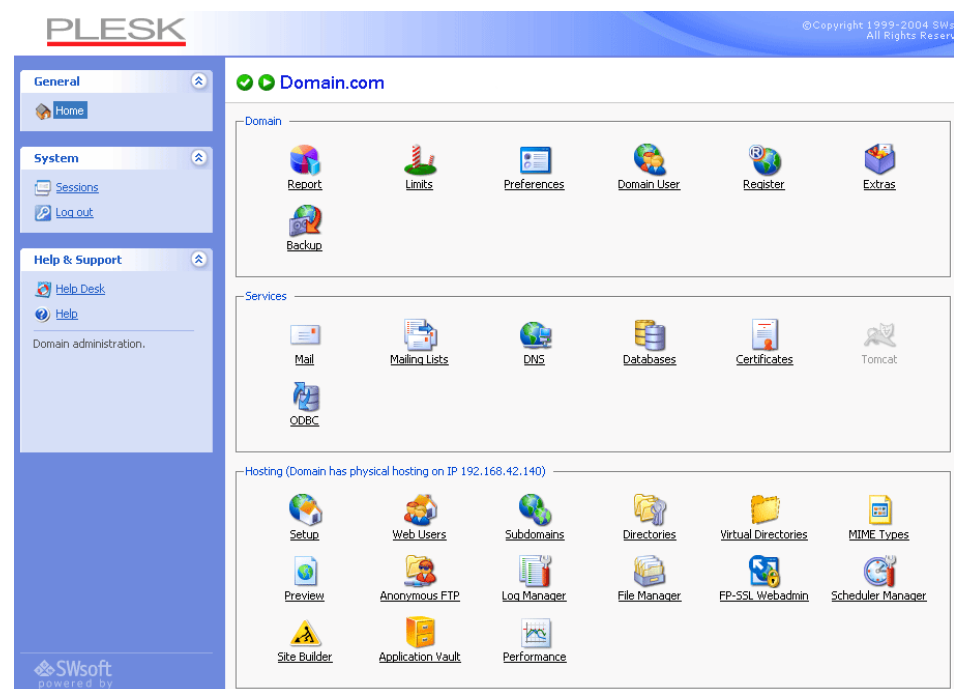 PLESK
©Copyright 1999-2004 SWs
All Rights Reserv
General
Home
System
Sessions
Log out
Help & Support
Help Desk
Help
Domain administration.
Domain.com
Domain
Report Limits Preferences Domain User Register Extras
Backup
Services
Mail Mailing Lists DNS Databases Certificates Tomcat
ODBC
Hosting (Domain has physical hosting on IP 192.168.42.140)
Setup Web Users Subdomains Directories Virtual Directories MIME Types
Preview Anonymous FTP Log Manager File Manager FP-SSL Webadmin Scheduler Manager
Site Builder Application Vault Performance
SWsoft
powered by